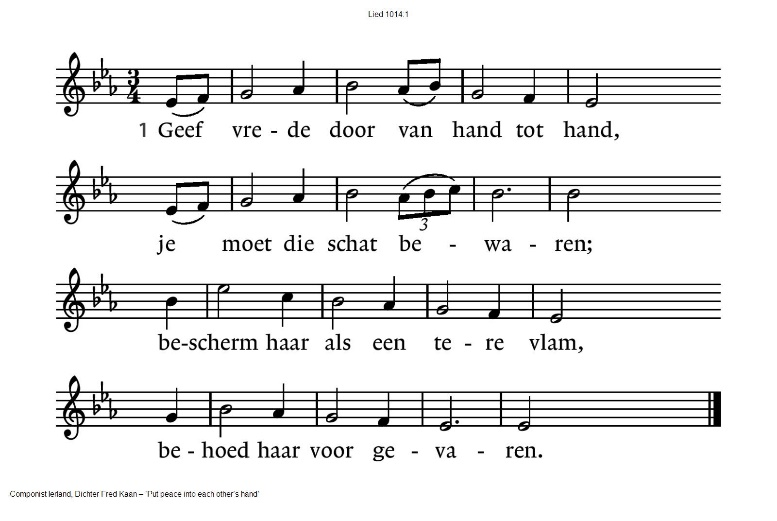 Lied 1014:1
1 Geef vre - de door van hand tot hand,
je moet die schat be - wa - ren;
3
be-scherm haar als een te - re vlam,
be - hoed haar voor ge - va - ren.
Componist Ierland, Dichter Fred Kaan – 'Put peace into each other's hand'